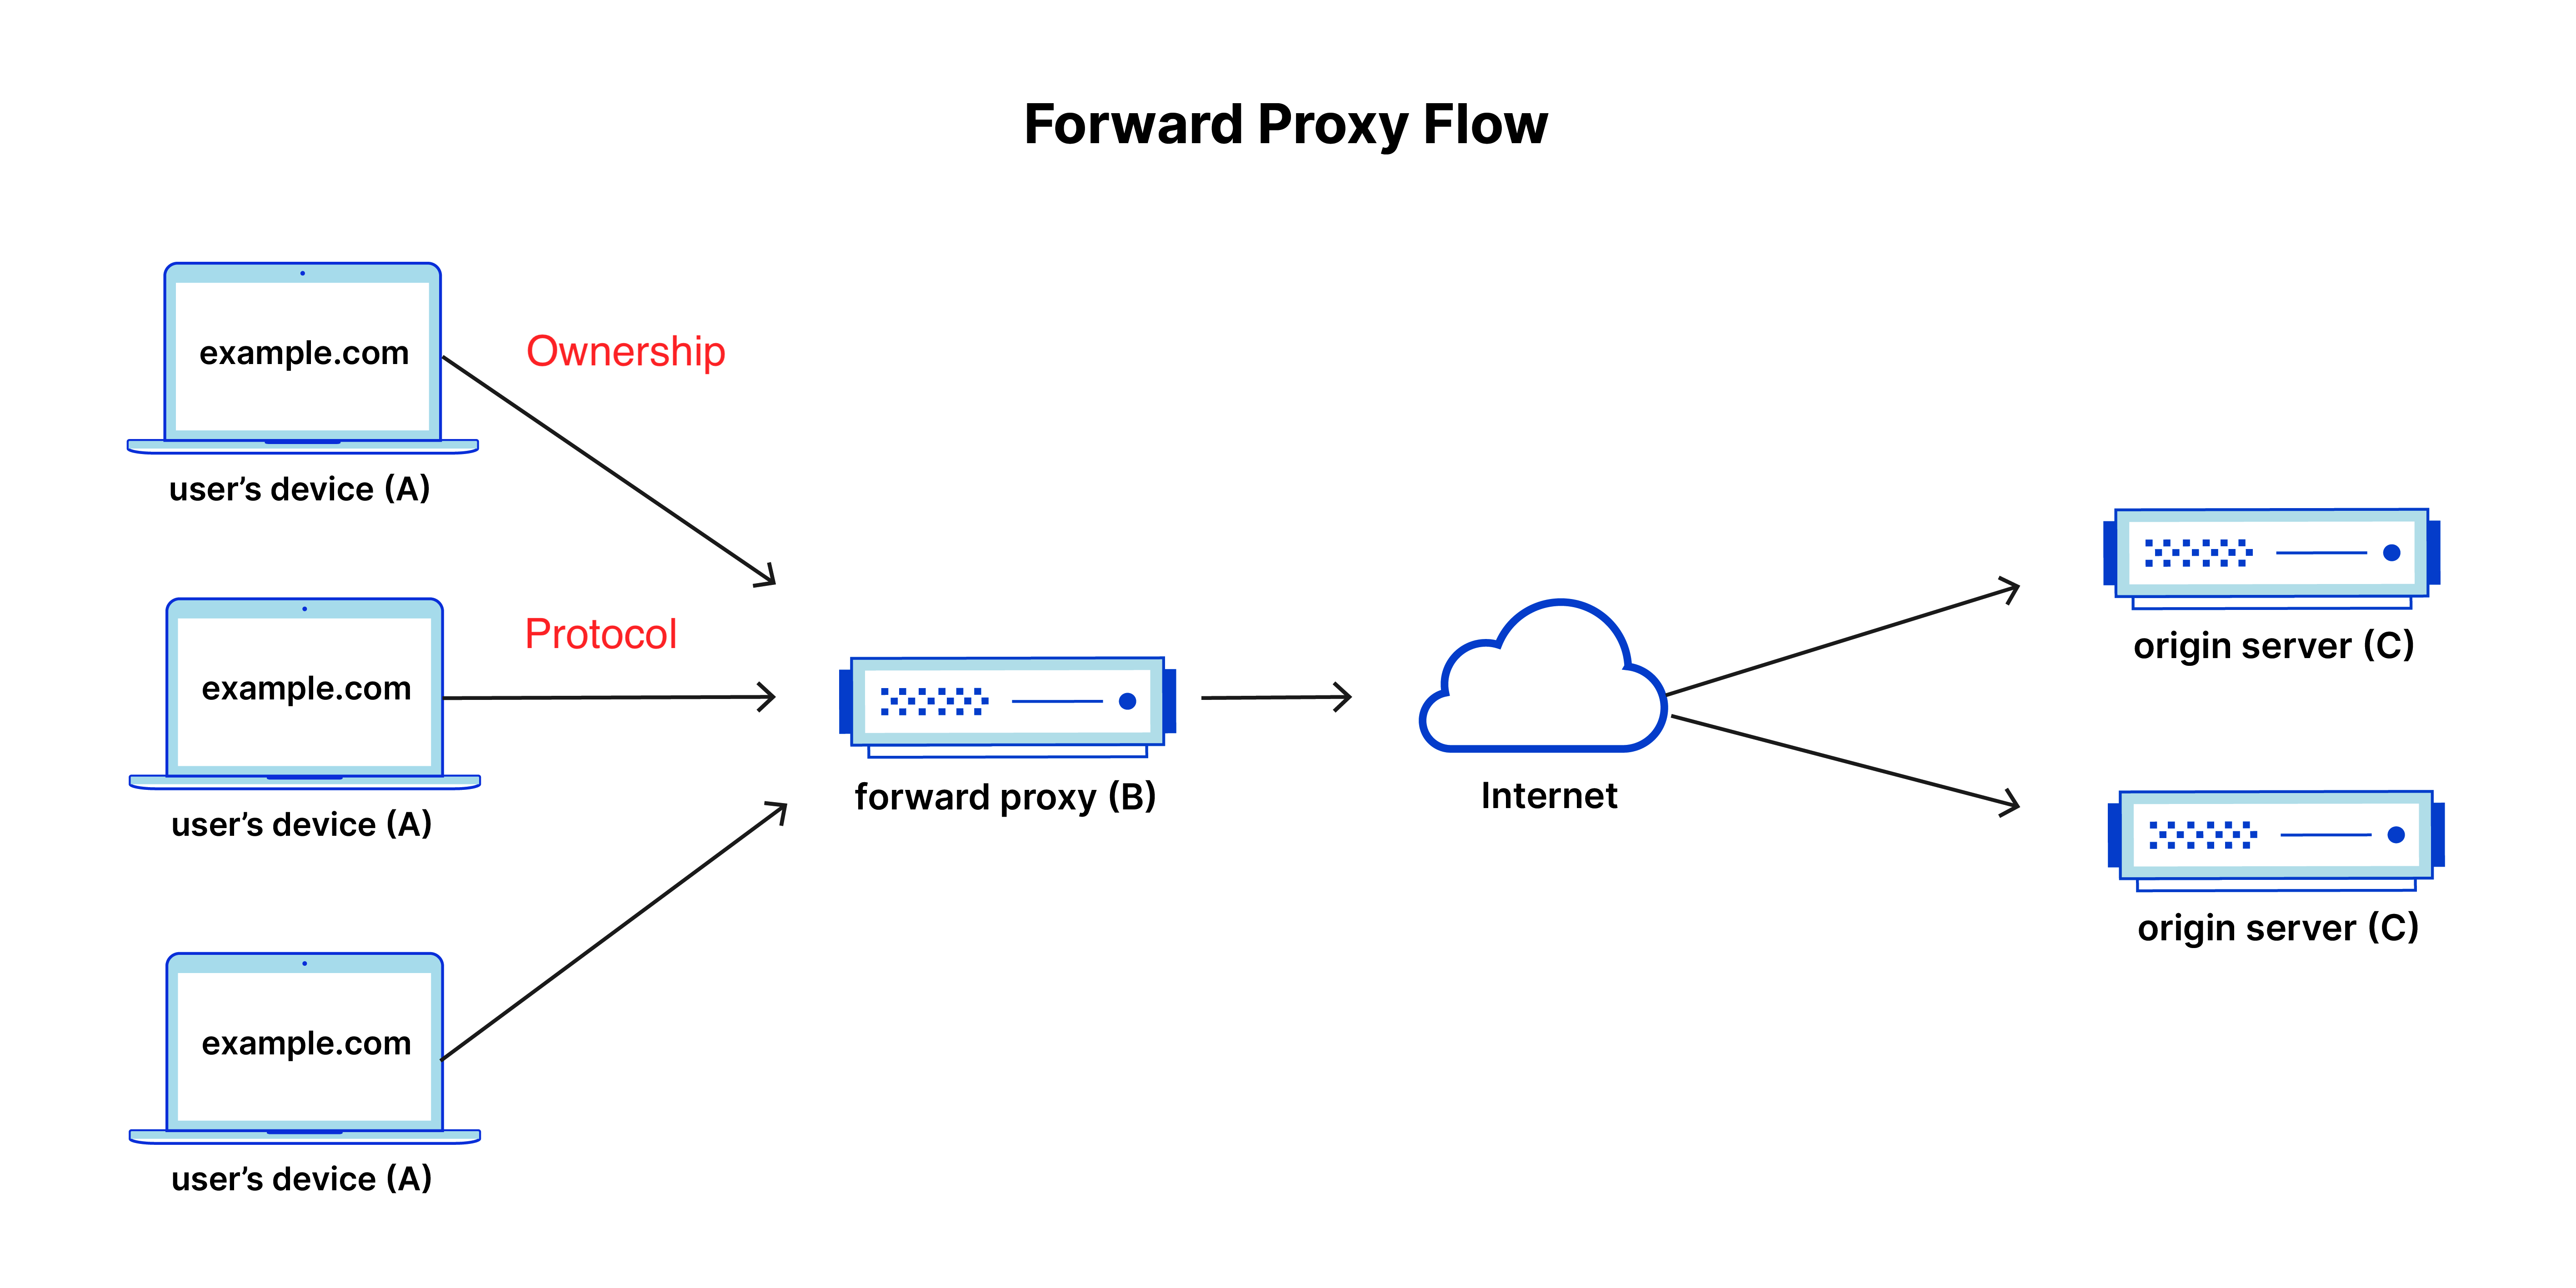 Forward Proxy Flow
example.com
user’s device (A)
Ownership
example.com
user’s device (A)
Protocol
example.com
user’s device (A)
forward proxy (B)
Internet
origin server (C)
origin server (C)